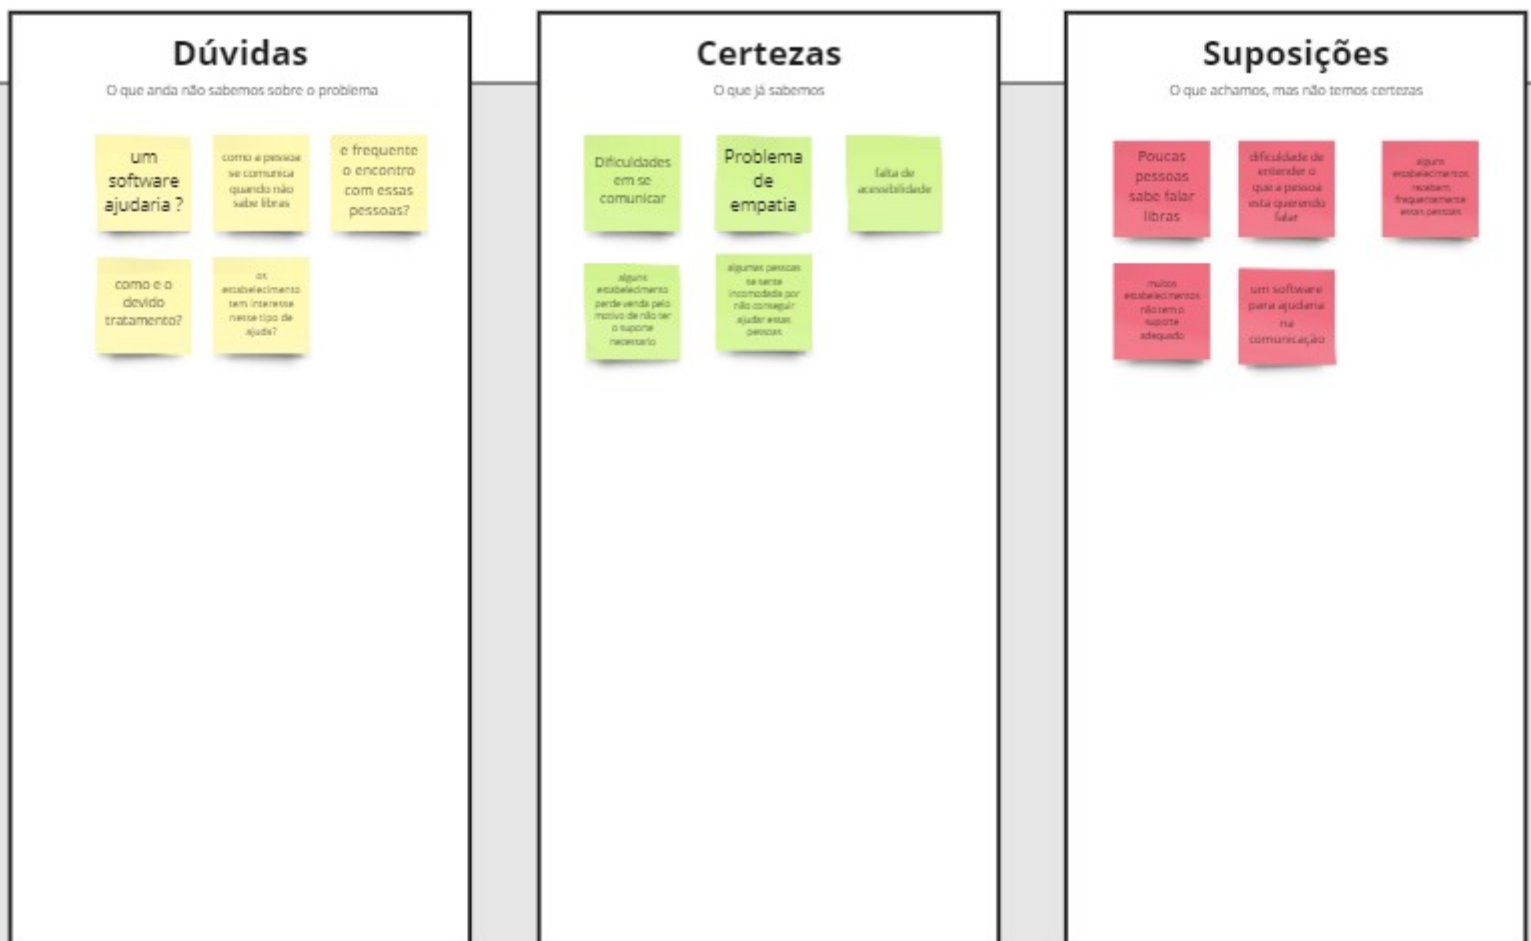 Dúvidas
O que anda não sabemos sobre o problema
um
software
ajudaria ?
como a pessoa
se comunica
quando não
sabe libras
e frequente
o encontro
com essas
pessoas?
como e o
devido
tratamento?
os
estabelecimento
tem interesse
nesse tipo de
ajuda?
Certezas
O que já sabemos
Dificuldades
em se
comunicar
Problema
de
empatia
falta de
acessibilidade
alguns
estabelecimento
perde venda pelo
motivo de não ter
o suporte
necessario
algumas pessoas
se sente
incomodada por
não conseguir
ajudar essas
pessoas
Suposições
O que achamos, mas não temos certezas
Poucas
pessoas
sabe falar
libras
dificuldade de
entender o
que a pessoa
esta querendo
falar
alguns
estabelecimentos
recebem
frequentemente
essas pessoas
muitos
estabelecimentos
não tem o
suporte
adequado
um software
para ajudaria
na
comunicação